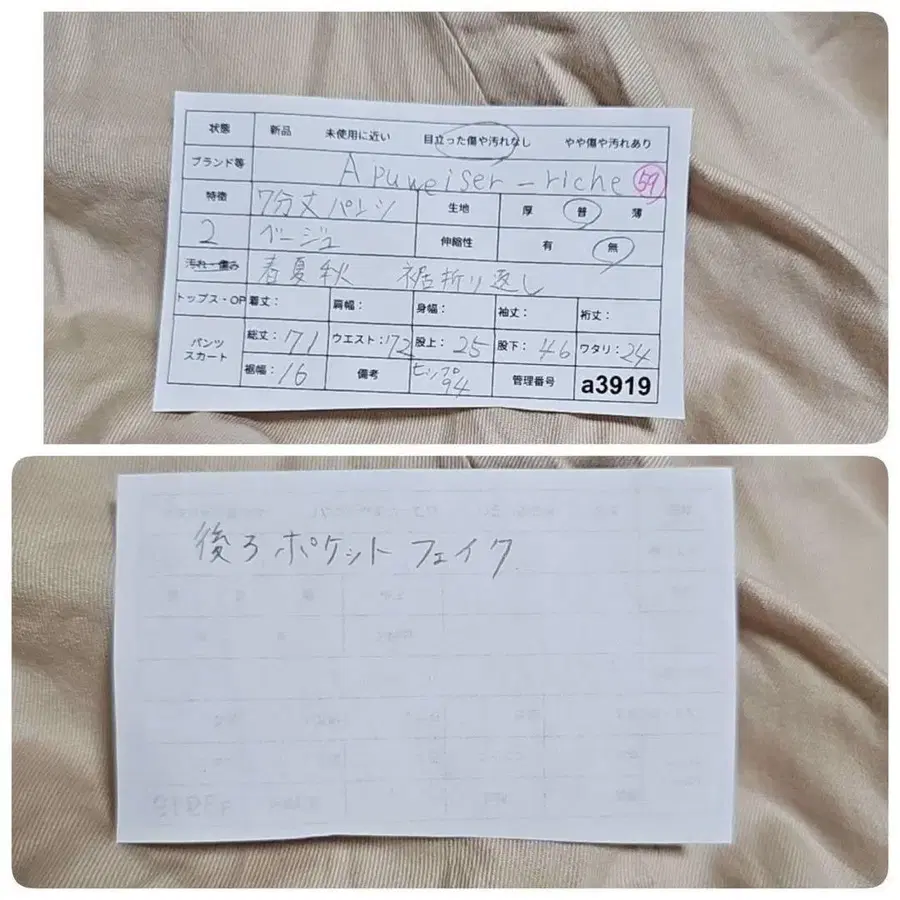 状態 新品 未使用に近い 目立った傷や汚れなし やや傷や汚れあり
ブランド等 Apuweiser-riche 59
特徴 7分丈パンツ 生地 厚 普 薄
2 ベージュ 伸縮性 有 無
汚れ・傷み 春夏秋 裾折り返し
トップス・OP 着丈: 肩幅: 身幅: 袖丈: 裄丈:
パンツ スカート 総丈:71 ウエスト:72 股上:25 股下:46 ワタリ:24
裾幅:16 備考 ヒップ94 管理番号 a3919
後ろポケットフェイク